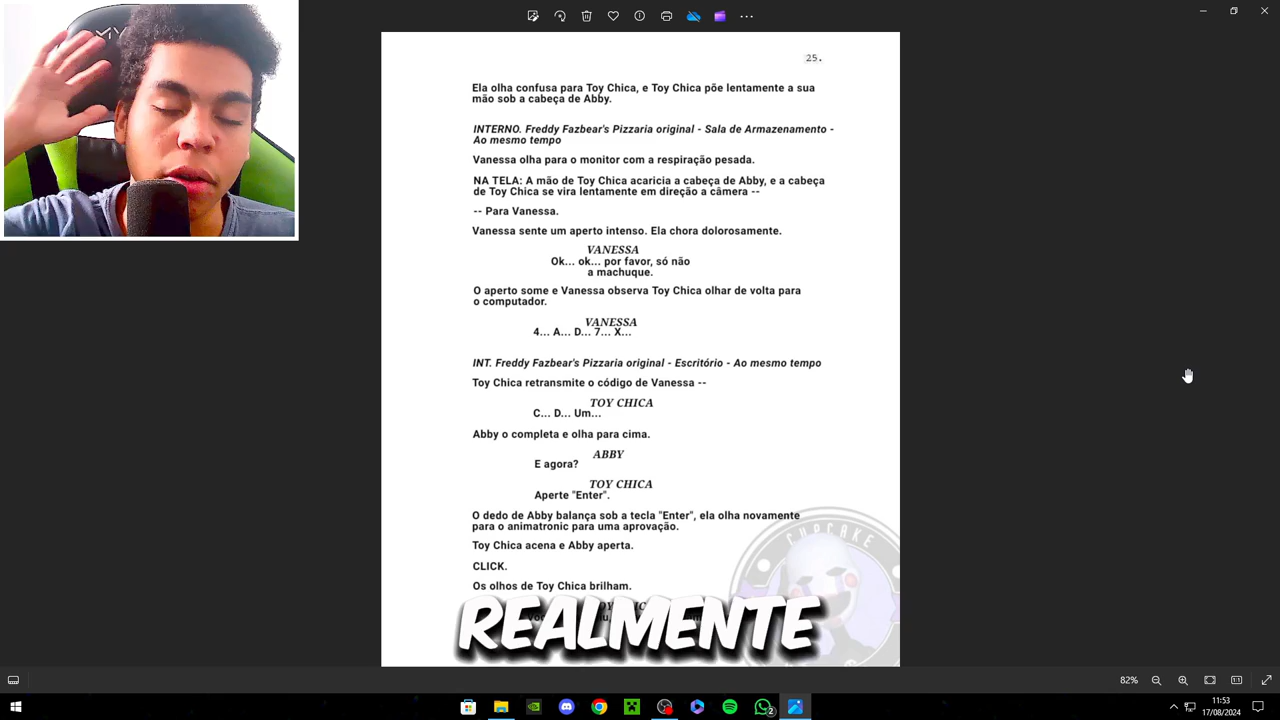 25.
Ela olha confusa para Toy Chica, e Toy Chica põe lentamente a sua
mão sob a cabeça de Abby.
INTERNO. Freddy Fazbear's Pizzaria original - Sala de Armazenamento -
Ao mesmo tempo
Vanessa olha para o monitor com a respiração pesada.
NA TELA: A mão de Toy Chica acaricia a cabeça de Abby, e a cabeça
de Toy Chica se vira lentamente em direção a câmera --
-- Para Vanessa.
Vanessa sente um aperto intenso. Ela chora dolorosamente.
VANESSA
Ok... ok... por favor, só não
a machuque.
O aperto some e Vanessa observa Toy Chica olhar de volta para
o computador.
VANESSA
4... A... D... 7... X...
INT. Freddy Fazbear's Pizzaria original - Escritório - Ao mesmo tempo
Toy Chica retransmite o código de Vanessa --
TOY CHICA
C... D... Um...
Abby o completa e olha para cima.
ABBY
E agora?
TOY CHICA
Aperte "Enter".
O dedo de Abby balança sob a tecla "Enter", ela olha novamente
para o animatronic para uma aprovação.
Toy Chica acena e Abby aperta.
CLICK.
Os olhos de Toy Chica brilham.
CUPCAKE
REALMENTE
82%
11:53
17/08/2024
2